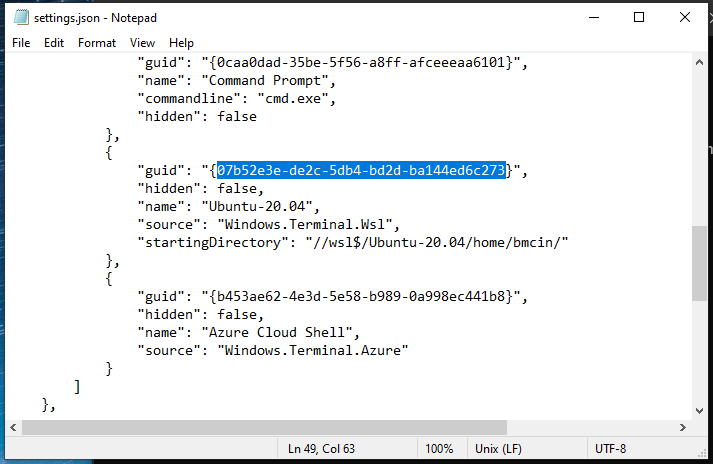 settings.json - Notepad
File Edit Format View Help
"guid": "{0caa0dad-35be-5f56-a8ff-afceeeaa6101}",
"name": "Command Prompt",
"commandline": "cmd.exe",
"hidden": false
},
{
"guid": "{07b52e3e-de2c-5db4-bd2d-ba144ed6c273}",
"hidden": false,
"name": "Ubuntu-20.04",
"source": "Windows.Terminal.Wsl",
"startingDirectory": "//wsl$/Ubuntu-20.04/home/bmcin/"
},
{
"guid": "{b453ae62-4e3d-5e58-b989-0a998ec441b8}",
"hidden": false,
"name": "Azure Cloud Shell",
"source": "Windows.Terminal.Azure"
}
]
},
Ln 49, Col 63 100% Unix (LF) UTF-8